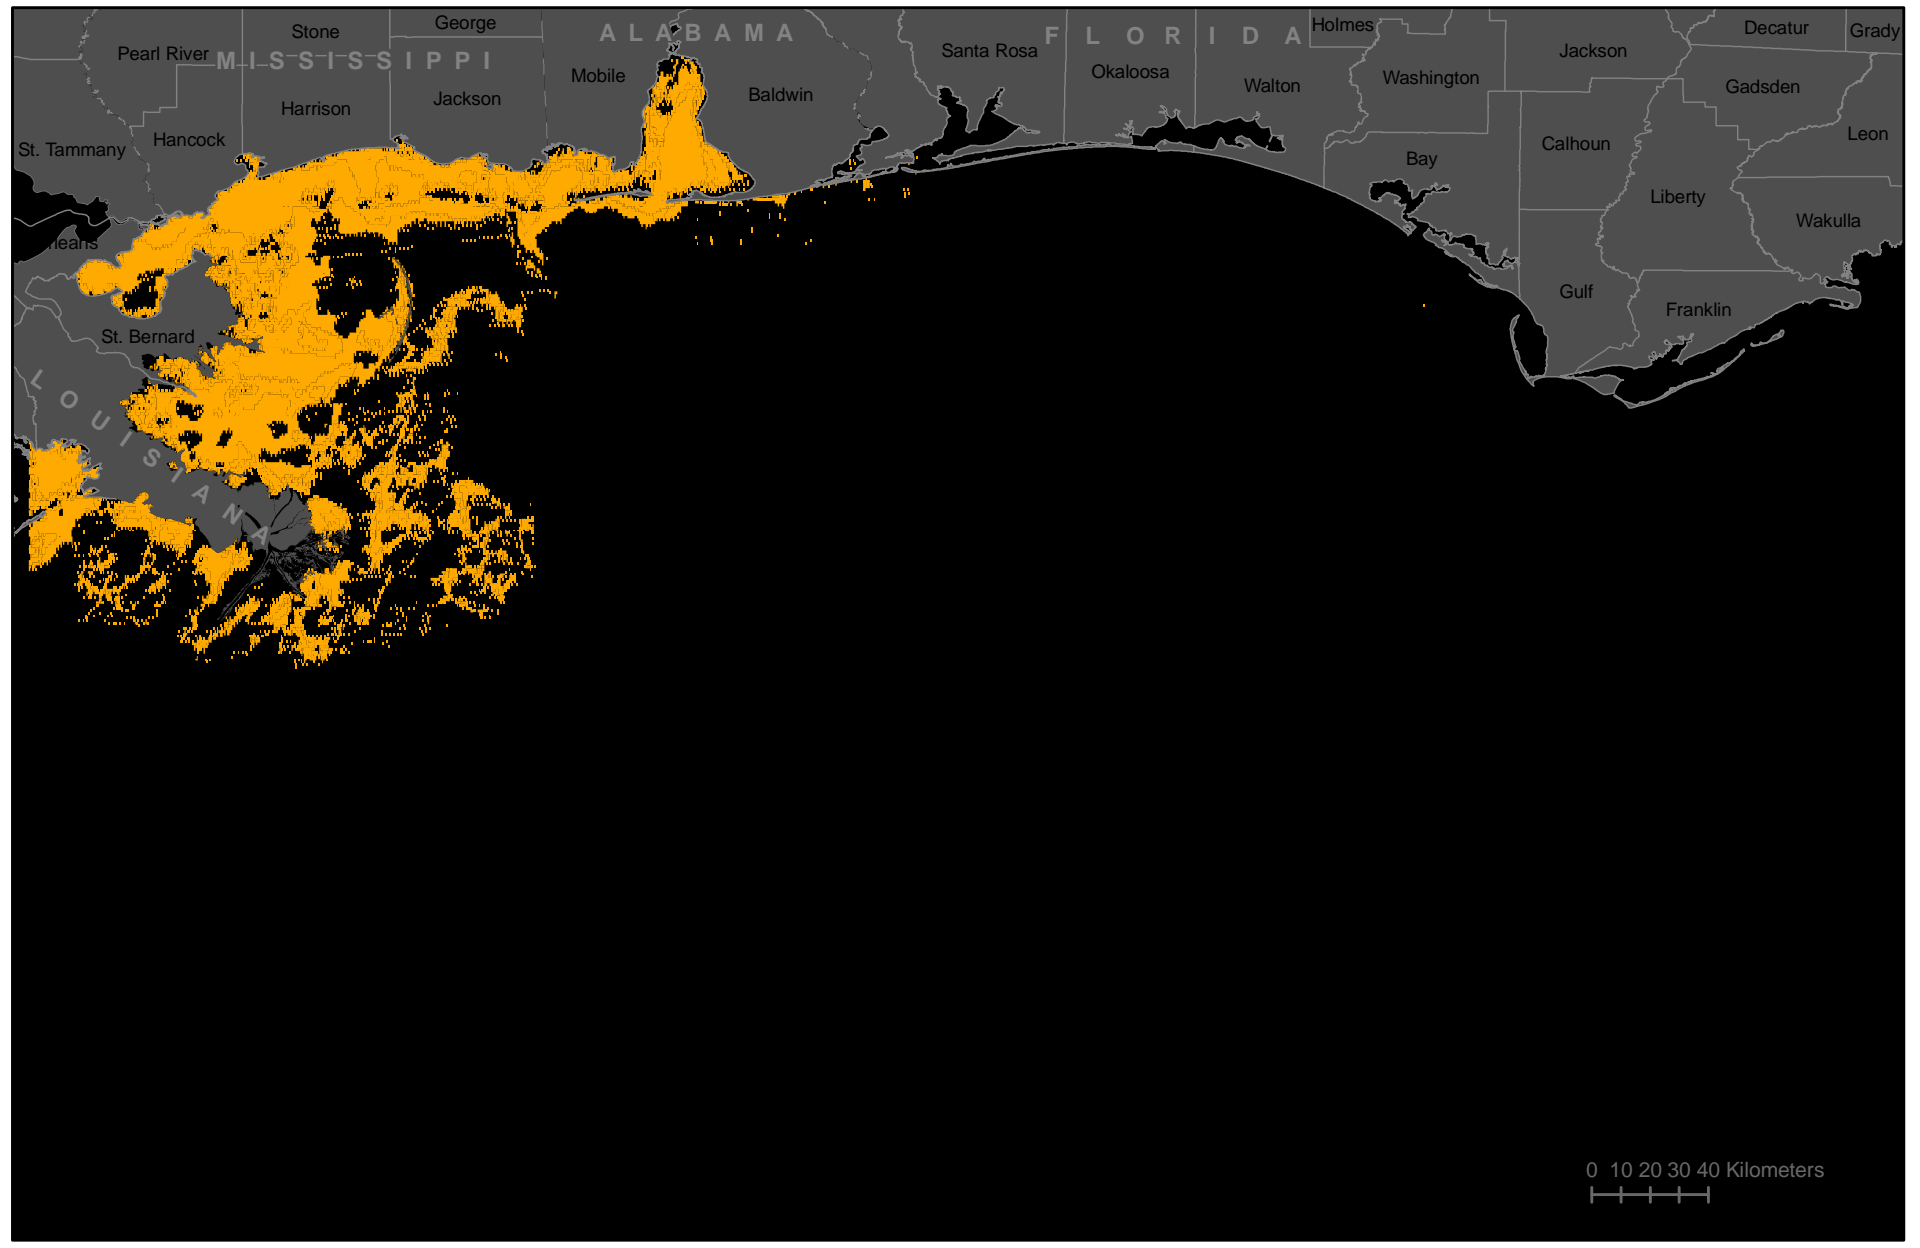 Stone
George
ALABAMA
FLORIDA
Holmes
Decatur
Grady
Pearl River
MISSISSIPPI
Santa Rosa
Jackson
Mobile
Okaloosa
Walton
Washington
Gadsden
Harrison
Jackson
Baldwin
St. Tammany
Hancock
Bay
Calhoun
Leon
Liberty
Wakulla
leans
Gulf
Franklin
St. Bernard
LOUISIANA
0 10 20 30 40 Kilometers